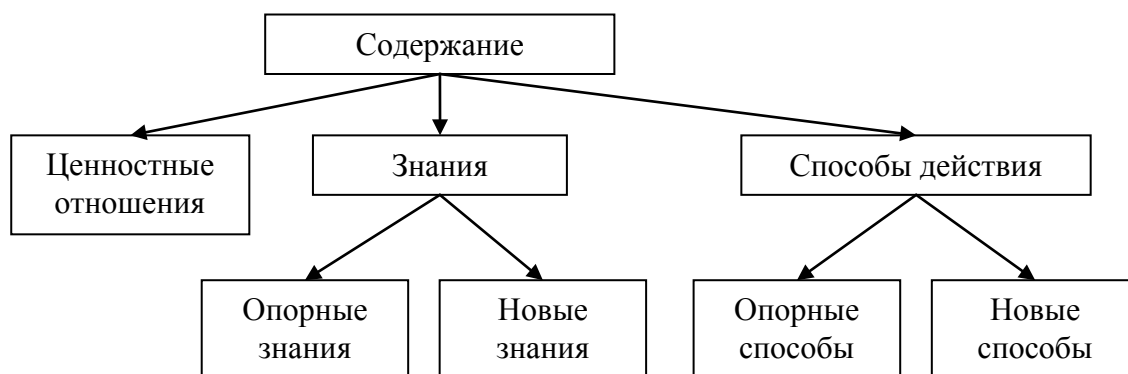 Содержание
Ценностные
отношения
Знания
Способы действия
Опорные
знания
Новые
знания
Опорные
способы
Новые
способы